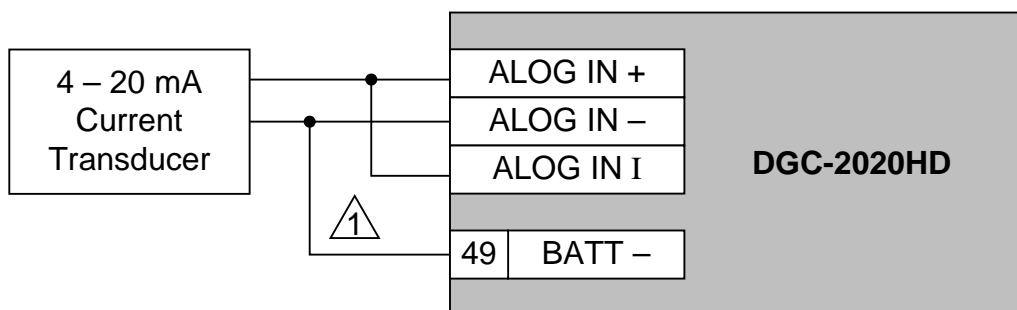 4 – 20 mA
Current
Transducer
ALOG IN +
ALOG IN –
ALOG IN I
DGC-2020HD
1
49 BATT –